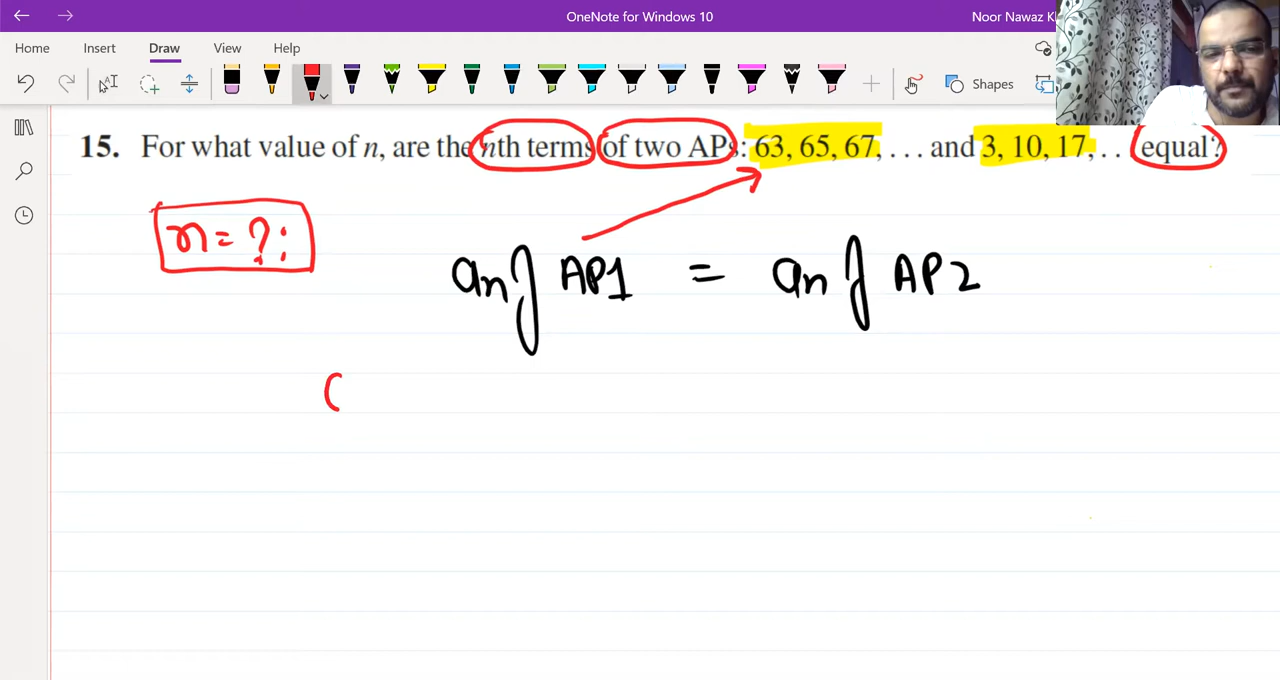 OneNote for Windows 10
Noor Nawaz K
Home Insert Draw View Help
Shapes
15. For what value of n, are the nth terms of two APs: 63, 65, 67, . . . and 3, 10, 17, . . . equal?
n = ? :
an of AP1 = an of AP2
(